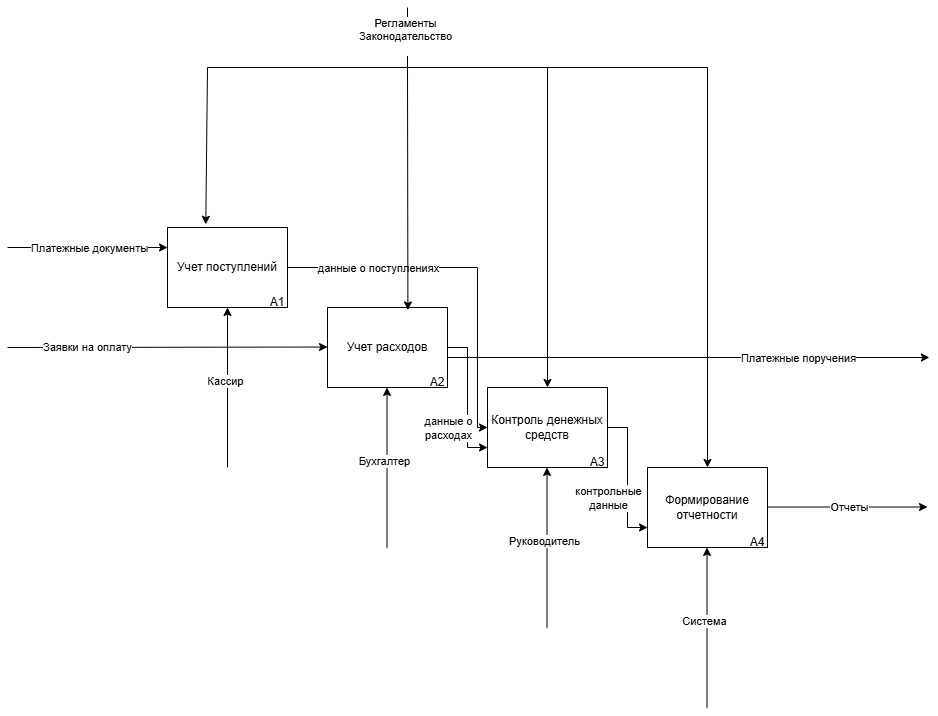 Регламенты
Законодательство
Платежные документы
Учет поступлений
A1
данные о поступлениях
Заявки на оплату
Учет расходов
A2
Платежные поручения
Кассир
данные о
расходах
Контроль денежных
средств
A3
Бухгалтер
контрольные
данные
Формирование
отчетности
A4
Отчеты
Руководитель
Система